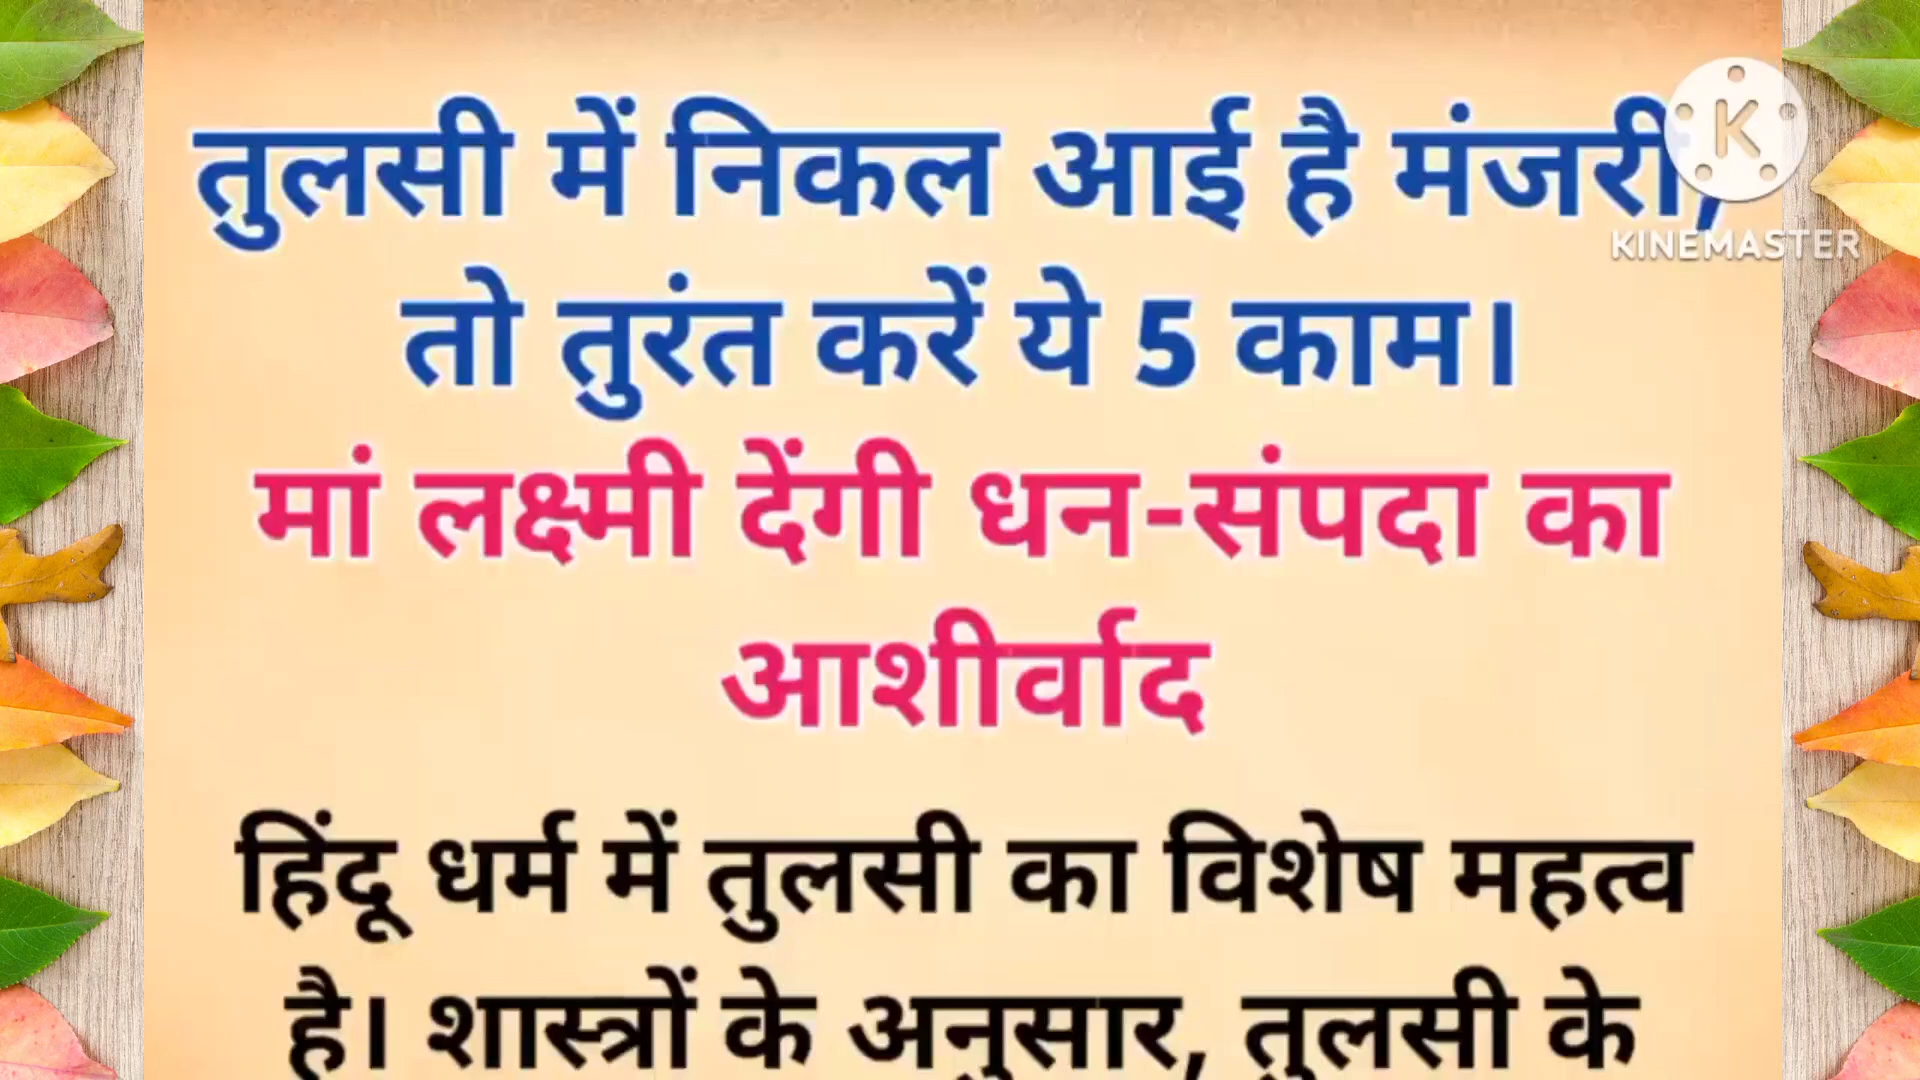 तुलसी में निकल आई है मंजरी,
तो तुरंत करें ये 5 काम।
मां लक्ष्मी देंगी धन-संपदा का
आशीर्वाद
हिंदू धर्म में तुलसी का विशेष महत्व
है। शास्त्रों के अनुसार, तुलसी के
K
KINEMASTER